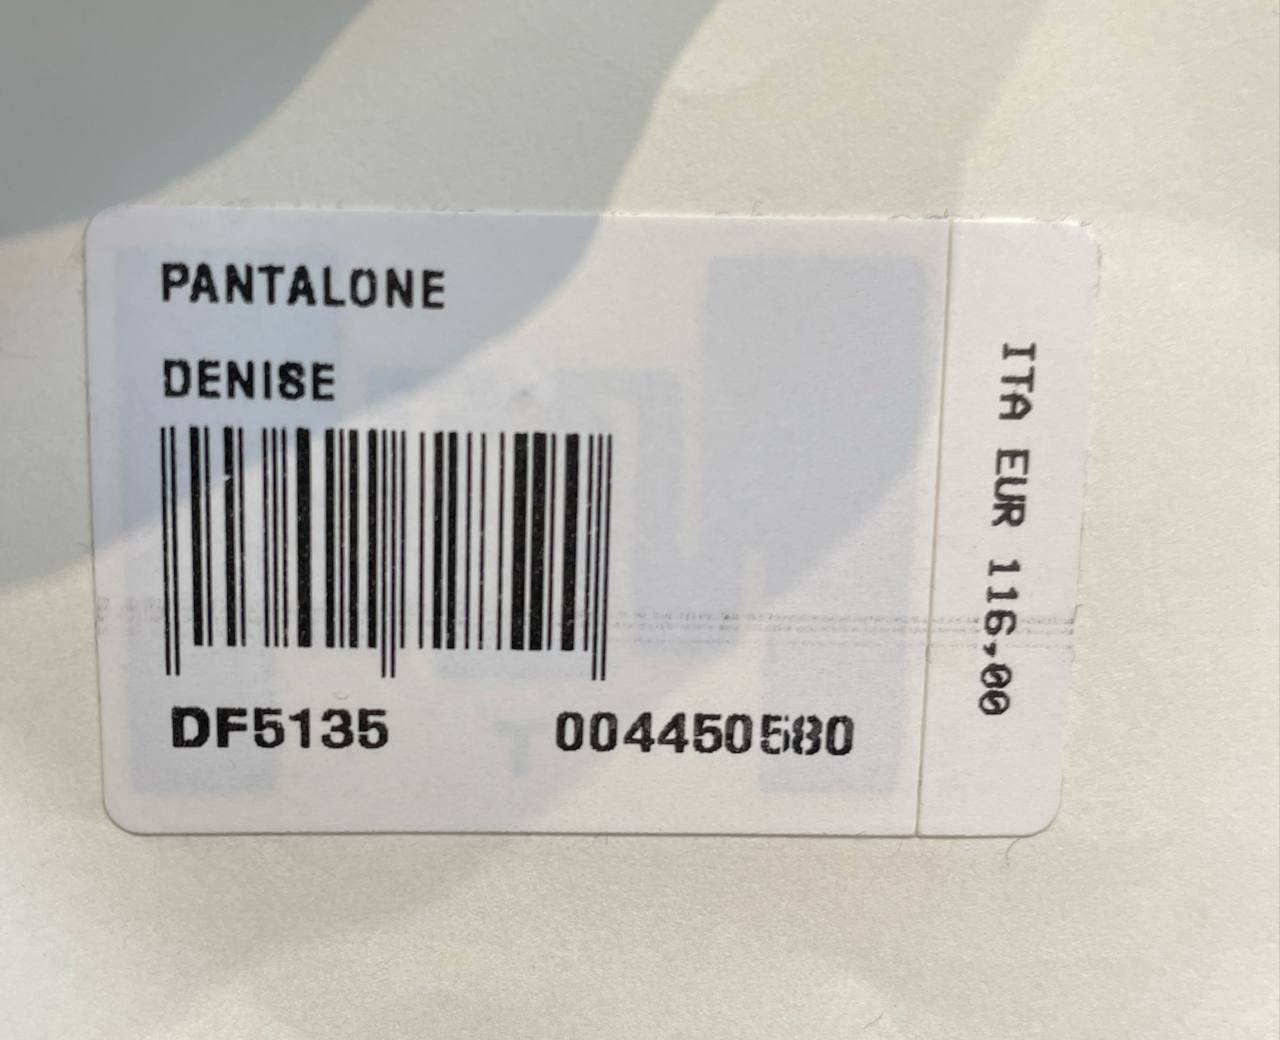 PANTALONE
DENISE
DF5135 004450580
ITA EUR 116,00